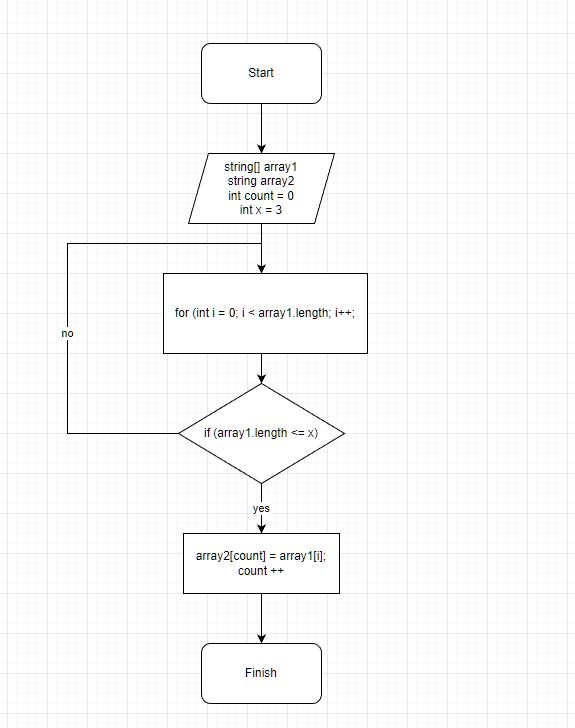 Start
string[] array1
string array2
int count = 0
int x = 3
for (int i = 0; i < array1.length; i++;
no
if (array1.length <= x)
yes
array2[count] = array1[i];
count ++
Finish